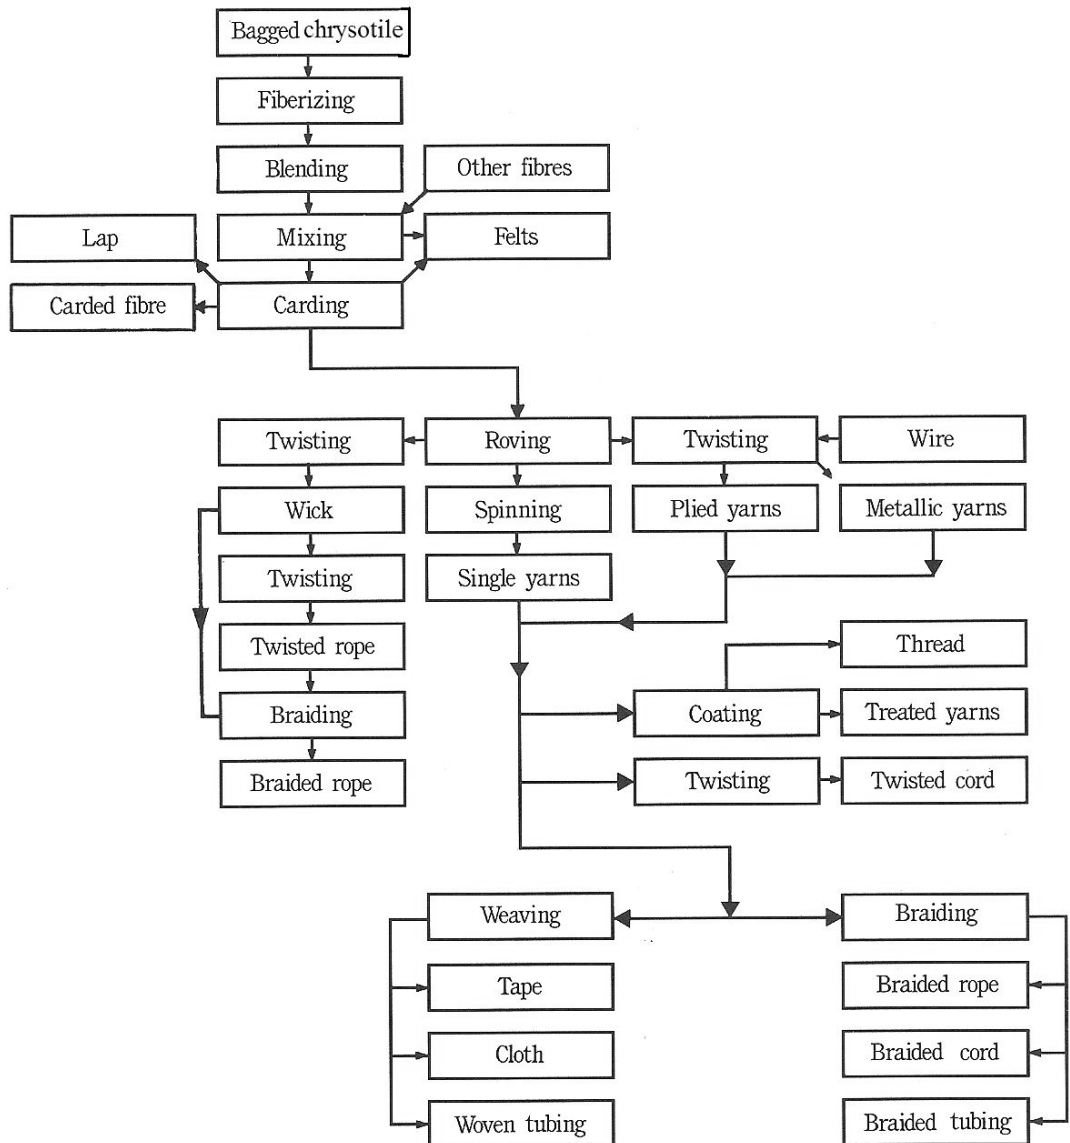 Bagged chrysotile
Fiberizing
Blending
Other fibres
Lap
Mixing
Felts
Carded fibre
Carding
Twisting
Roving
Twisting
Wire
Wick
Spinning
Plied yarns
Metallic yarns
Twisting
Single yarns
Twisted rope
Thread
Braiding
Coating
Treated yarns
Braided rope
Twisting
Twisted cord
Weaving
Braiding
Tape
Braided rope
Cloth
Braided cord
Woven tubing
Braided tubing